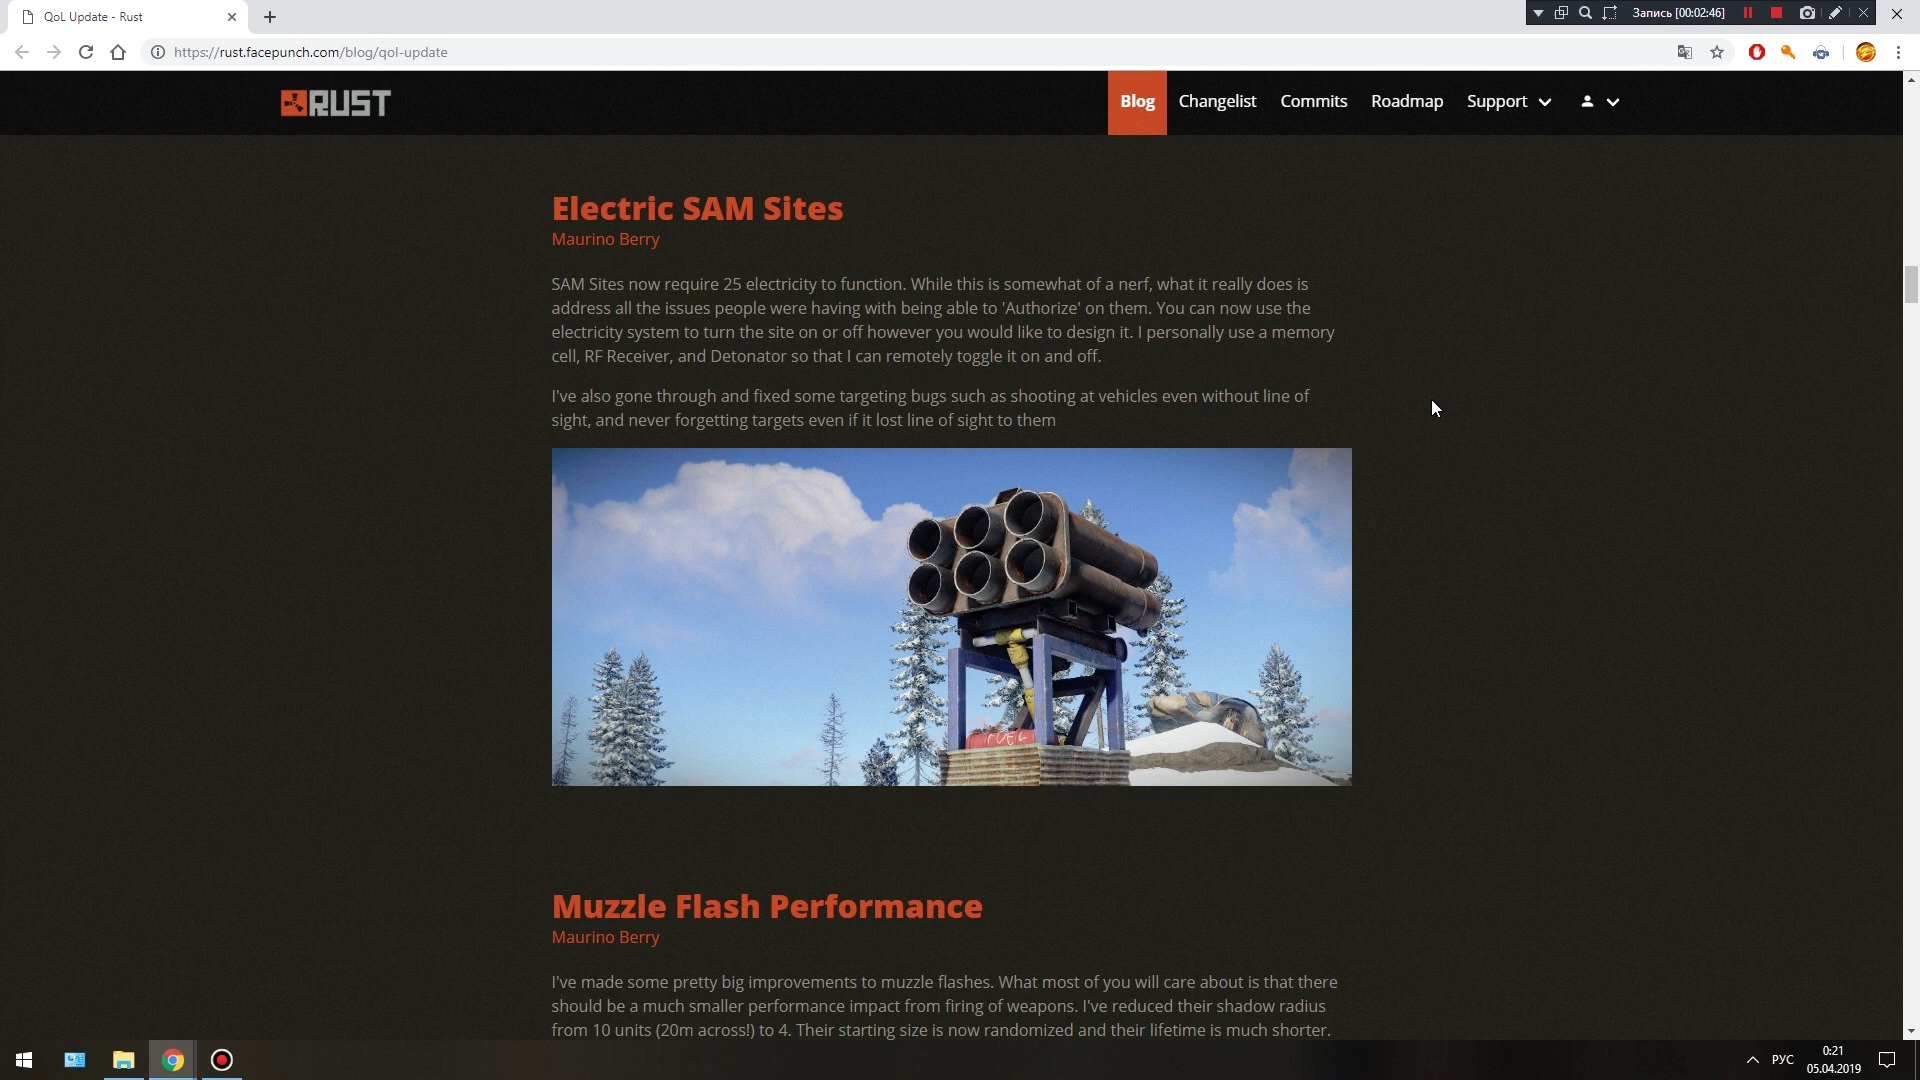 QoL Update - Rust
Запись [00:02:46]
https://rust.facepunch.com/blog/qol-update
RUST
Blog
Changelist
Commits
Roadmap
Support
Electric SAM Sites
Maurino Berry
SAM Sites now require 25 electricity to function. While this is somewhat of a nerf, what it really does is
address all the issues people were having with being able to 'Authorize' on them. You can now use the
electricity system to turn the site on or off however you would like to design it. I personally use a memory
cell, RF Receiver, and Detonator so that I can remotely toggle it on and off.
I've also gone through and fixed some targeting bugs such as shooting at vehicles even without line of
sight, and never forgetting targets even if it lost line of sight to them
FUEL
Muzzle Flash Performance
Maurino Berry
I've made some pretty big improvements to muzzle flashes. What most of you will care about is that there
should be a much smaller performance impact from firing of weapons. I've reduced their shadow radius
from 10 units (20m across!) to 4. Their starting size is now randomized and their lifetime is much shorter.
РУС
0:21
05.04.2019